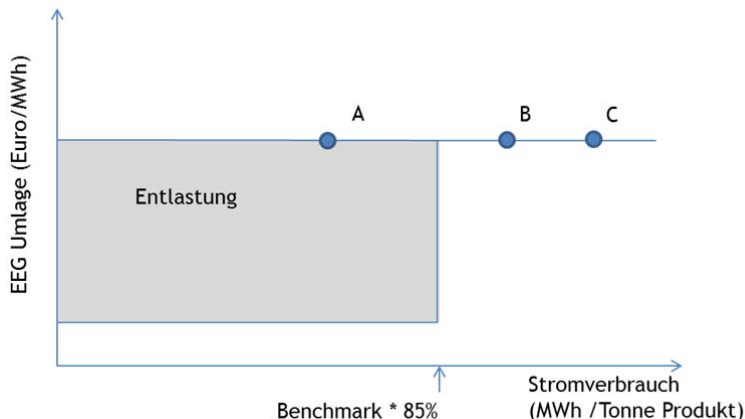 EEG Umlage (Euro/MWh)
A
B
C
Entlastung
Benchmark * 85%
Stromverbrauch
(MWh /Tonne Produkt)